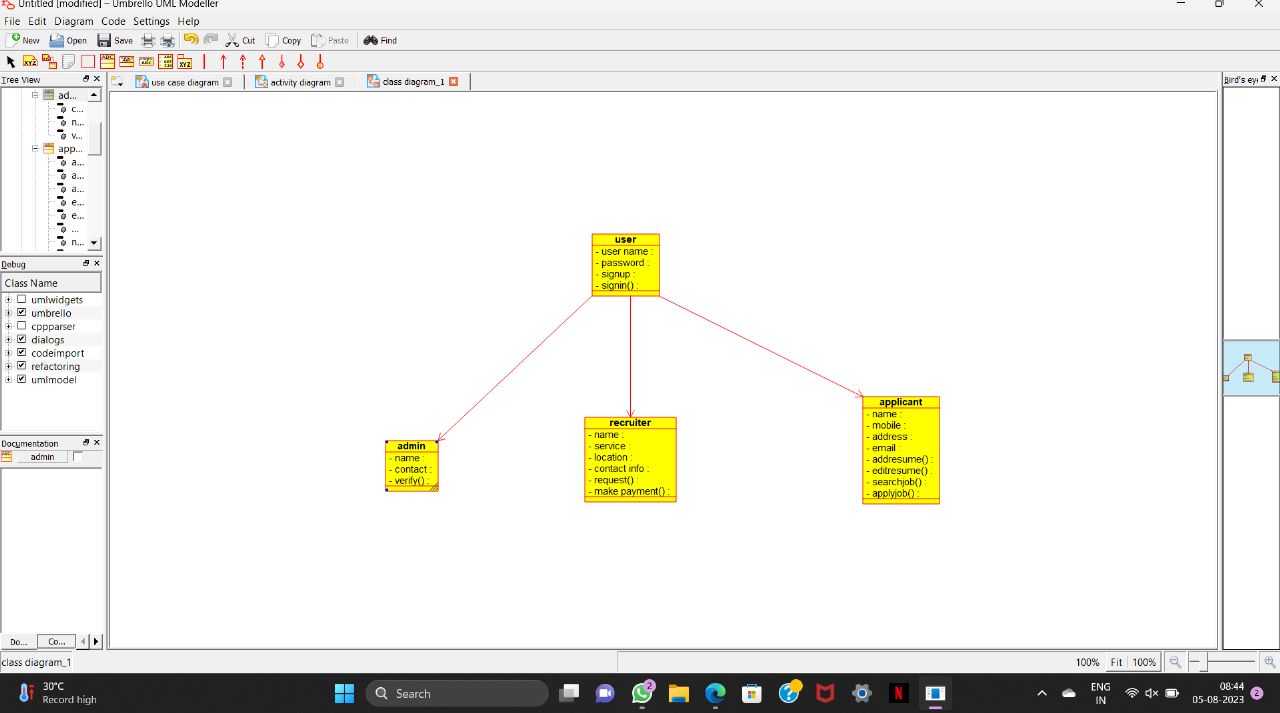 Untitled [modified] – Umbrello UML Modeller
File Edit Diagram Code Settings Help
New Open Save Cut Copy Paste Find
Tree View
use case diagram
activity diagram
class diagram_1
Bird's ey
ad...
c...
n...
v...
app...
a...
a...
a...
e...
e...
...
n...
Debug
Class Name
umlwidgets
umbrello
cppparser
dialogs
codeimport
refactoring
umlmodel
Documentation
admin
Do... Co...
user
- user name :
- password :
- signup :
- signin() :
admin
- name :
- contact :
- verify() :
recruiter
- name :
- service :
- location :
- contact info :
- request() :
- make payment() :
applicant
- name :
- mobile :
- address :
- email :
- addresume() :
- editresume() :
- searchjob() :
- applyjob() :
class diagram_1
100% Fit 100%
30°C
Record high
Search
2
ENG
IN
08:44
05-08-2023
2